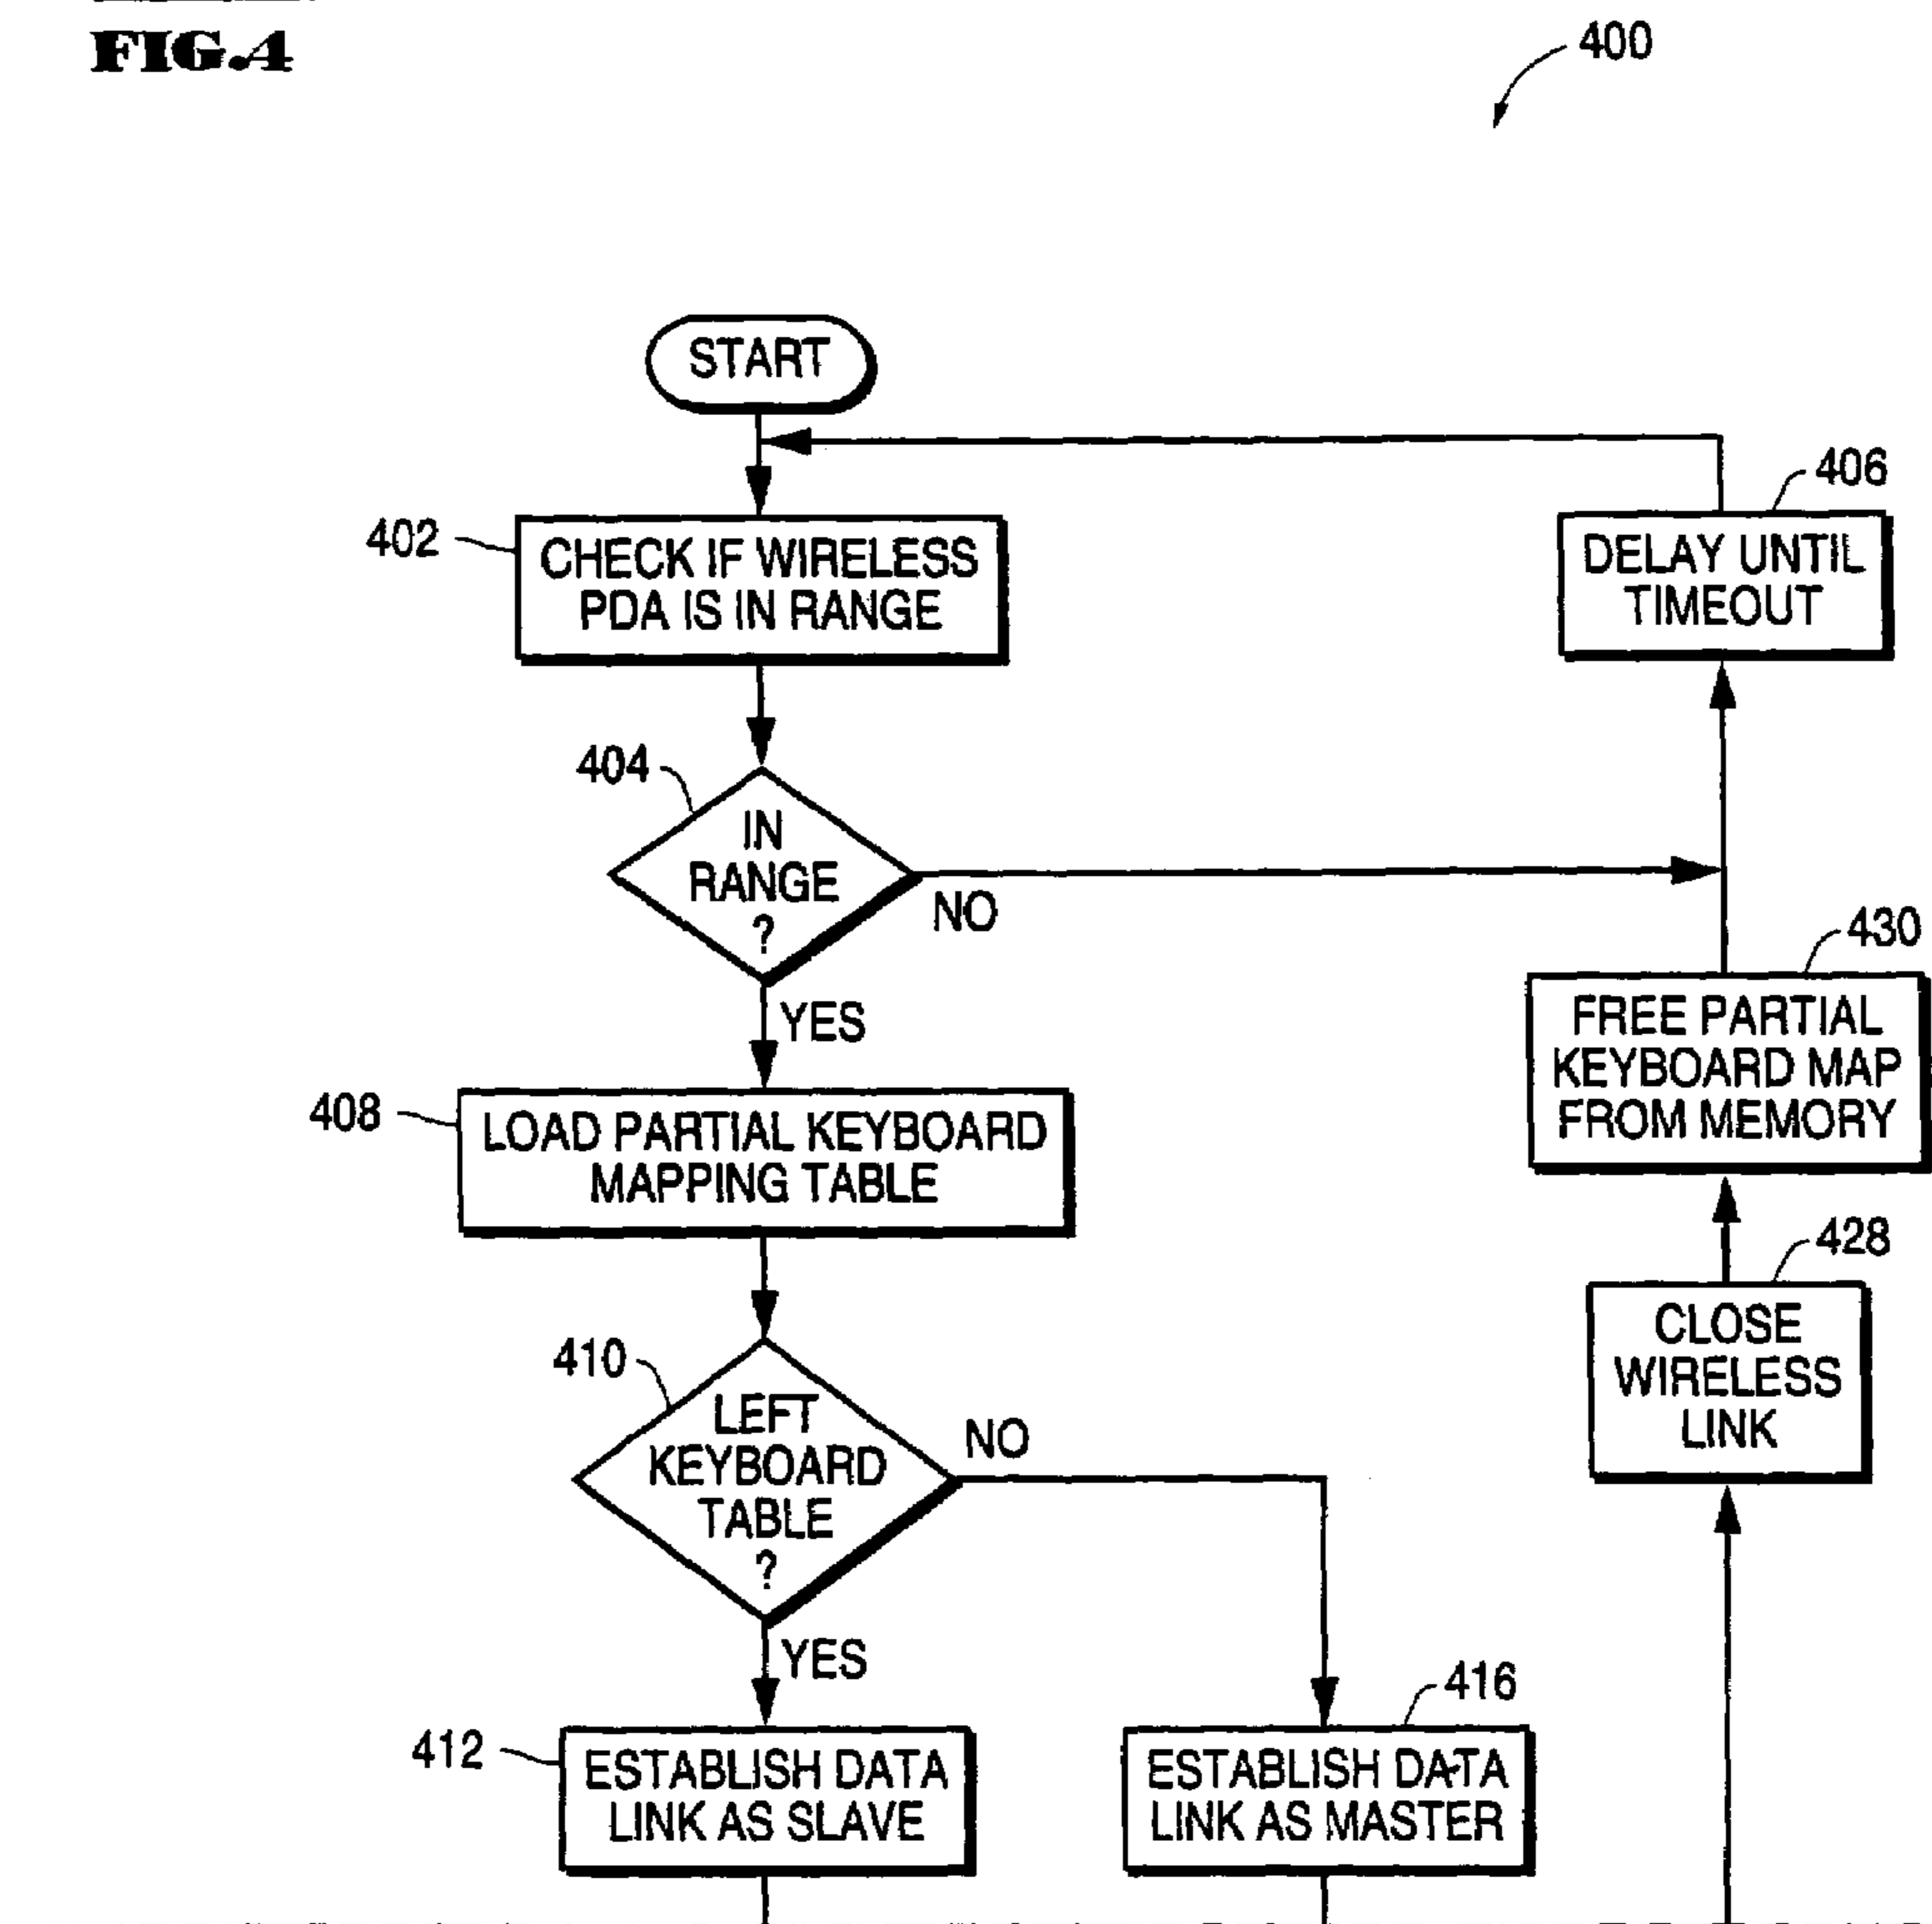 FIG.4
400
START
402
CHECK IF WIRELESS
PDA IS IN RANGE
406
DELAY UNTIL
TIMEOUT
404
IN
RANGE
?
NO
YES
430
FREE PARTIAL
KEYBOARD MAP
FROM MEMORY
408
LOAD PARTIAL KEYBOARD
MAPPING TABLE
428
CLOSE
WIRELESS
LINK
410
LEFT
KEYBOARD
TABLE
?
NO
YES
412
ESTABLISH DATA
LINK AS SLAVE
416
ESTABLISH DATA
LINK AS MASTER